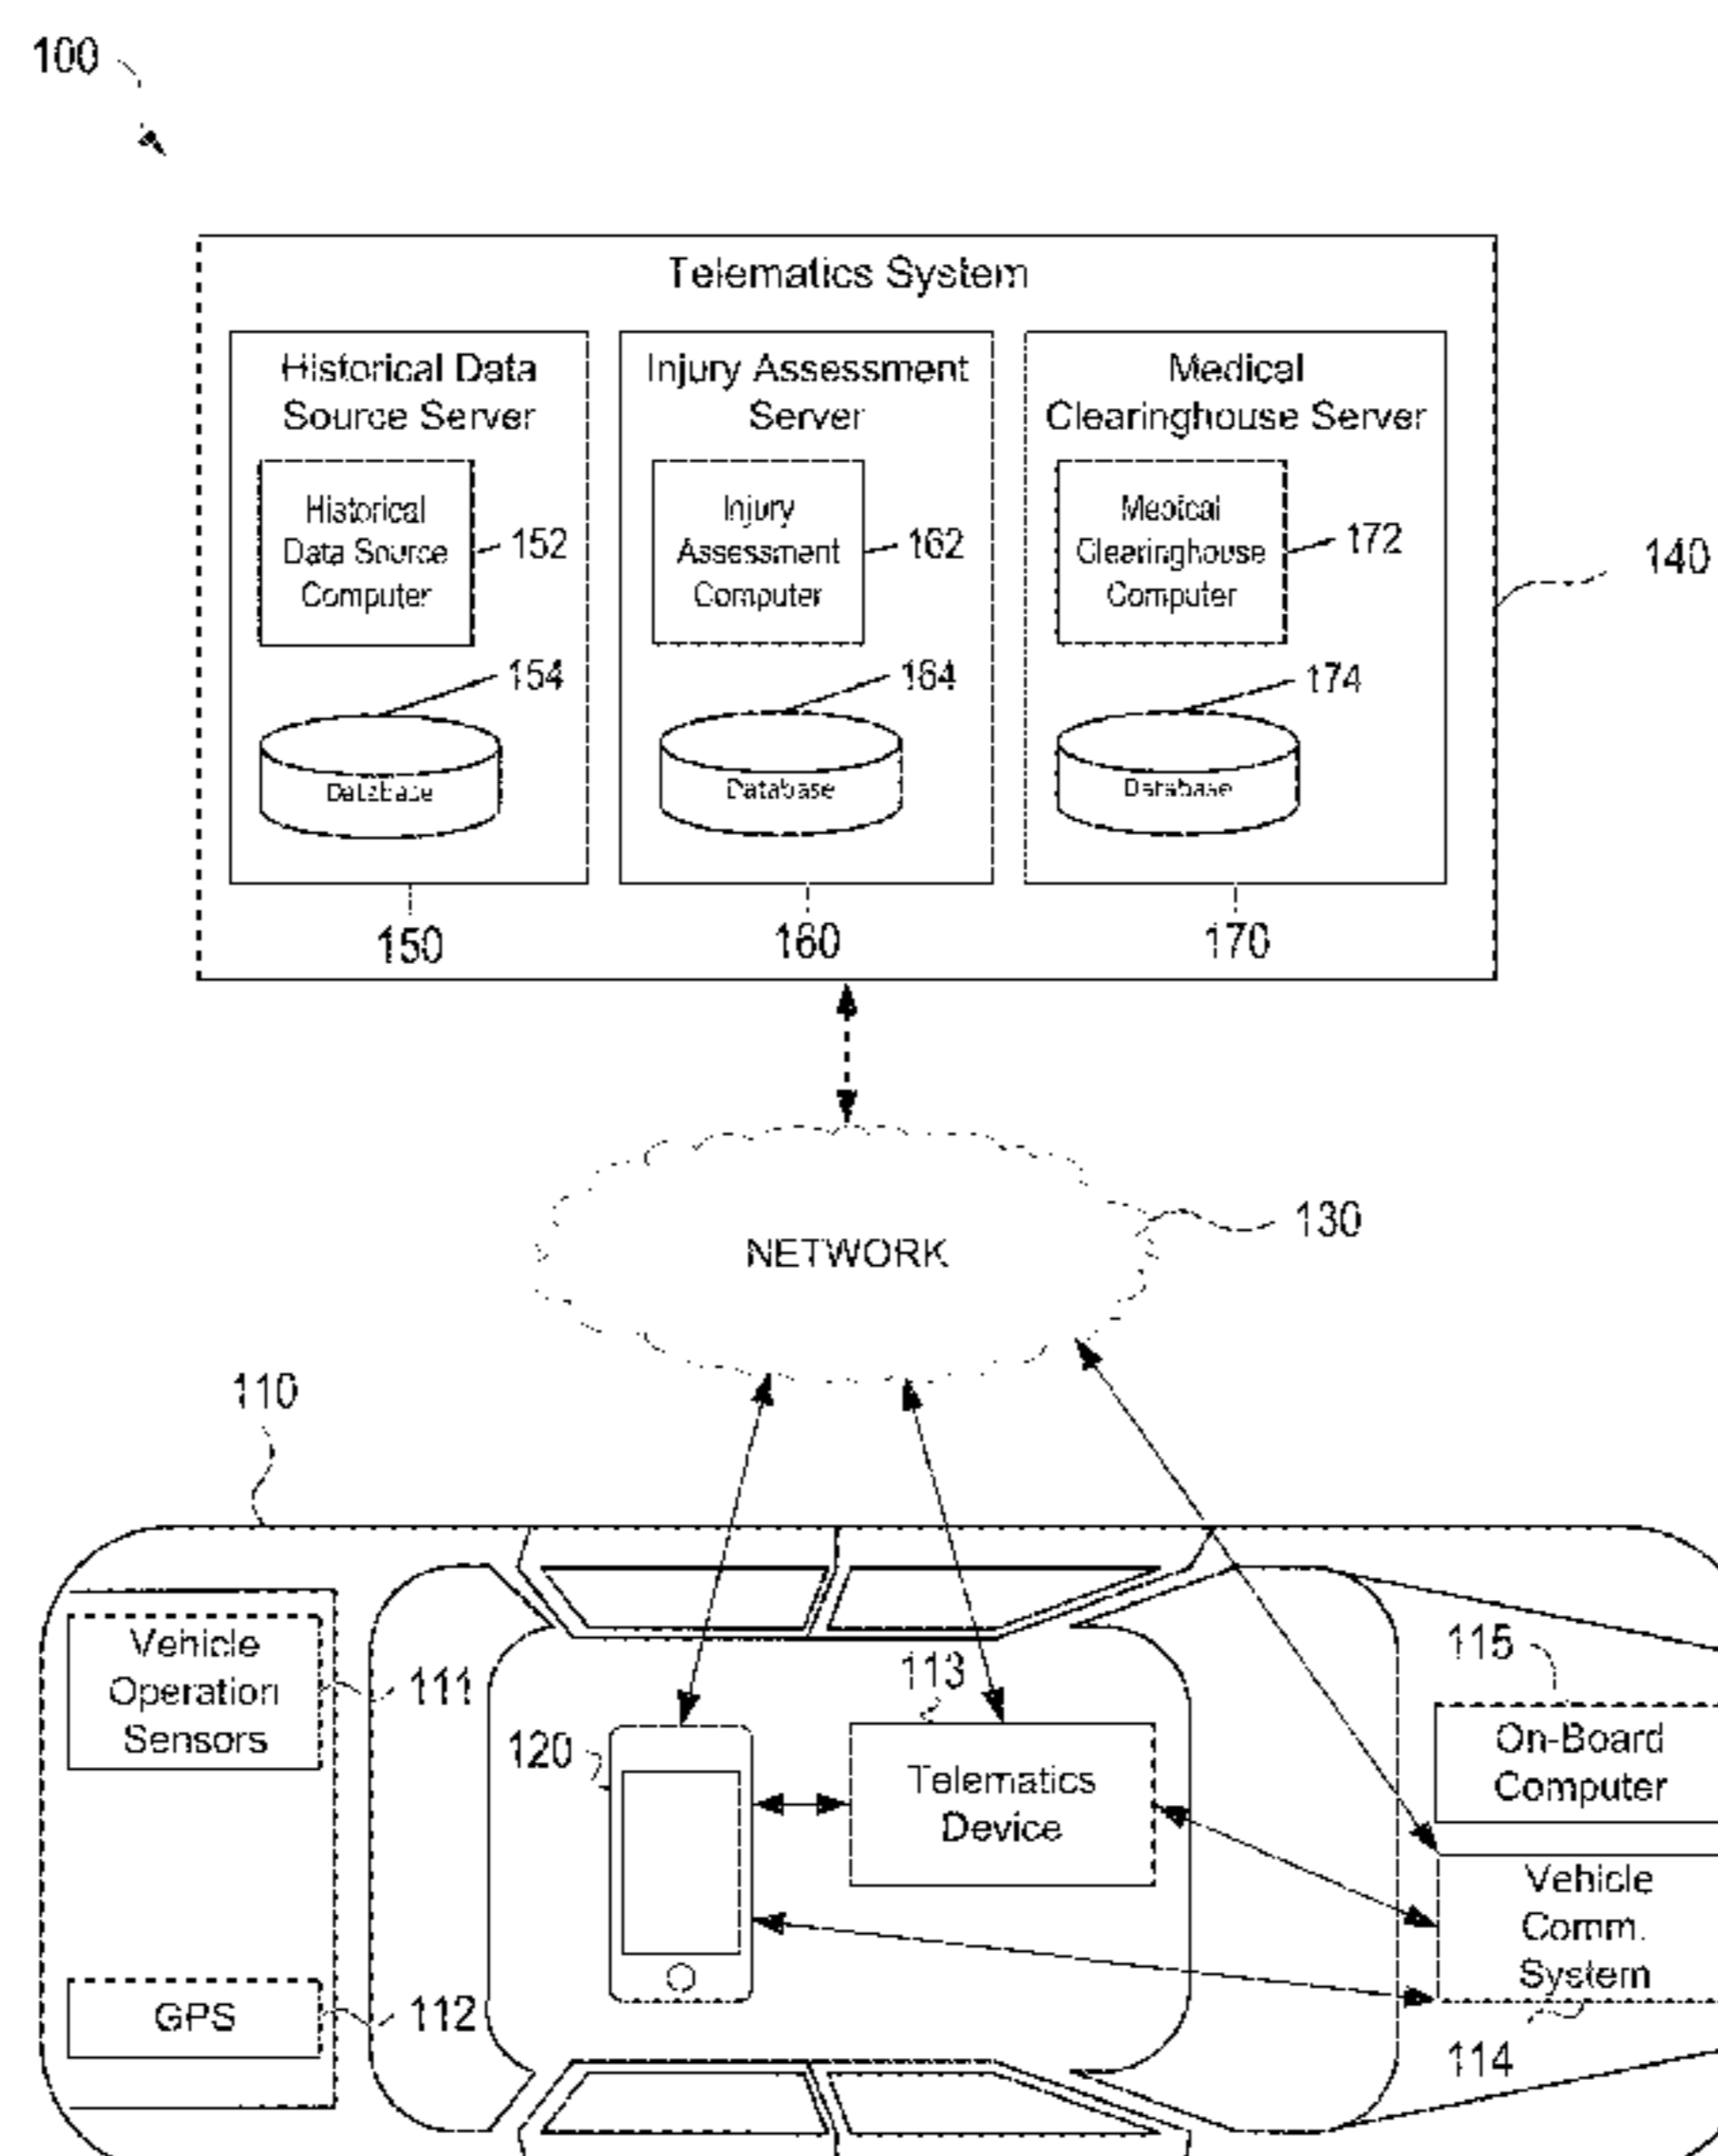 100
Telematics System
Historical Data
Source Server
Historical
Data Source
Computer
152
154
Database
150
Injury Assessment
Server
Injury
Assessment
Computer
162
164
Database
160
Medical
Clearinghouse Server
Medical
Clearinghouse
Computer
172
174
Database
170
140
NETWORK
130
110
Vehicle
Operation
Sensors
111
GPS
112
120
113
Telematics
Device
115
On-Board
Computer
Vehicle
Comm.
System
114